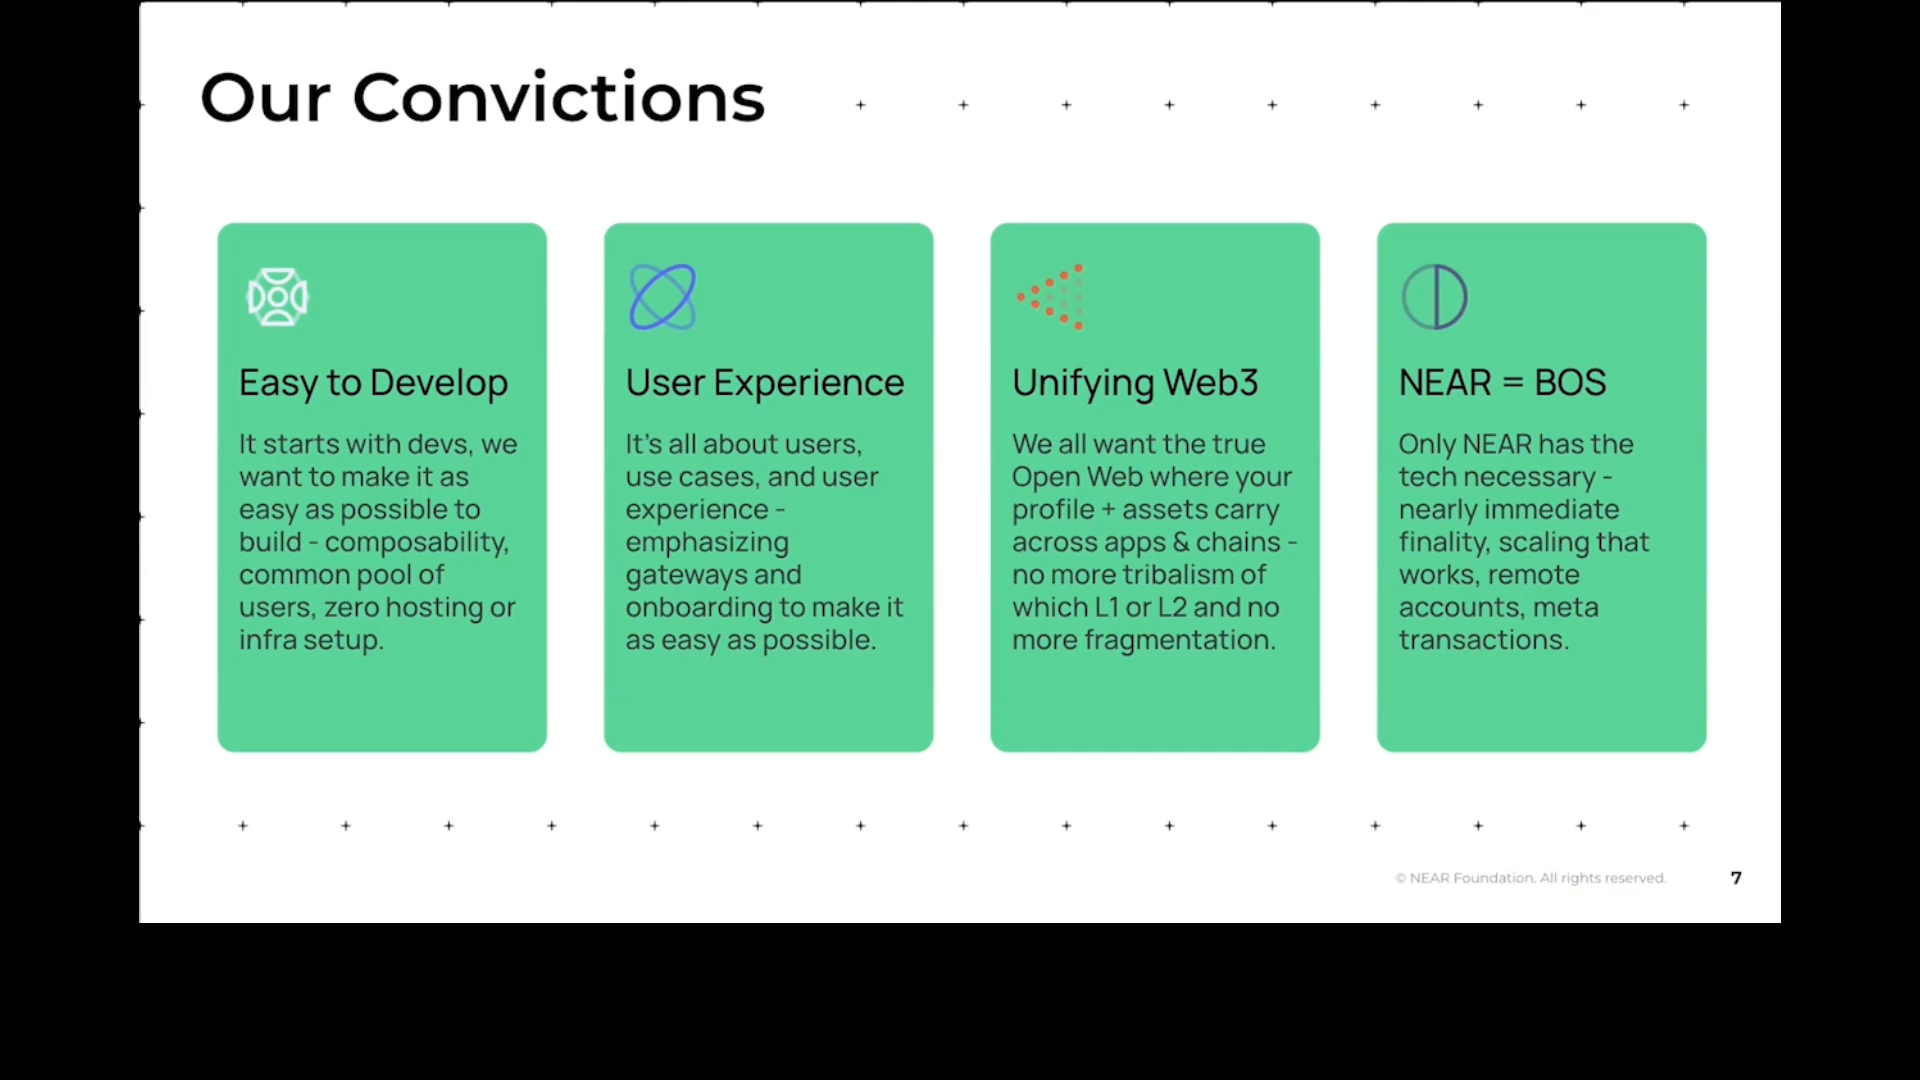 Our Convictions
Easy to Develop
It starts with devs, we
want to make it as
easy as possible to
build - composability,
common pool of
users, zero hosting or
infra setup.
User Experience
It's all about users,
use cases, and user
experience -
emphasizing
gateways and
onboarding to make it
as easy as possible.
Unifying Web3
We all want the true
Open Web where your
profile + assets carry
across apps & chains -
no more tribalism of
which L1 or L2 and no
more fragmentation.
NEAR = BOS
Only NEAR has the
tech necessary -
nearly immediate
finality, scaling that
works, remote
accounts, meta
transactions.
© NEAR Foundation. All rights reserved.
7